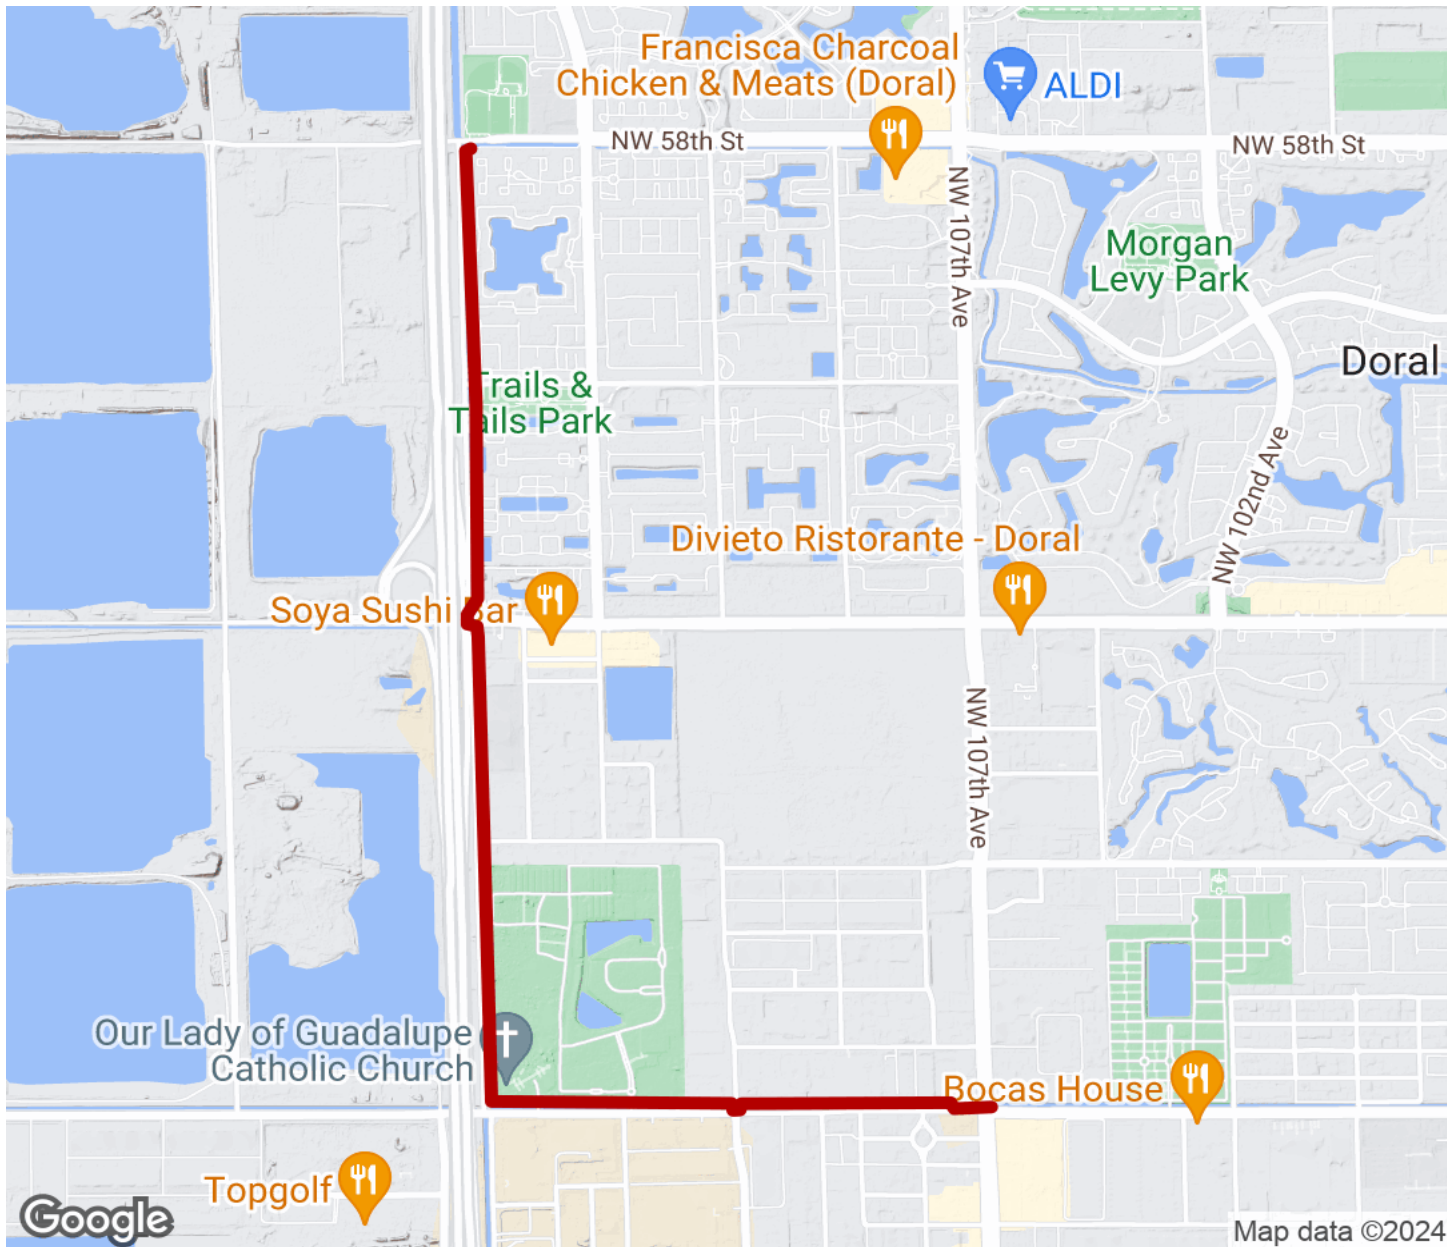 Francisca Charcoal
Chicken & Meats (Doral)
ALDI
NW 58th St
NW 58th St
NW 107th Ave
Morgan
Levy Park
Doral
Trails &
Tails Park
NW 102nd Ave
Divieto Ristorante - Doral
Soya Sushi Bar
NW 107th Ave
Our Lady of Guadalupe
Catholic Church
Bocas House
Topgolf
Google
Map data ©2024